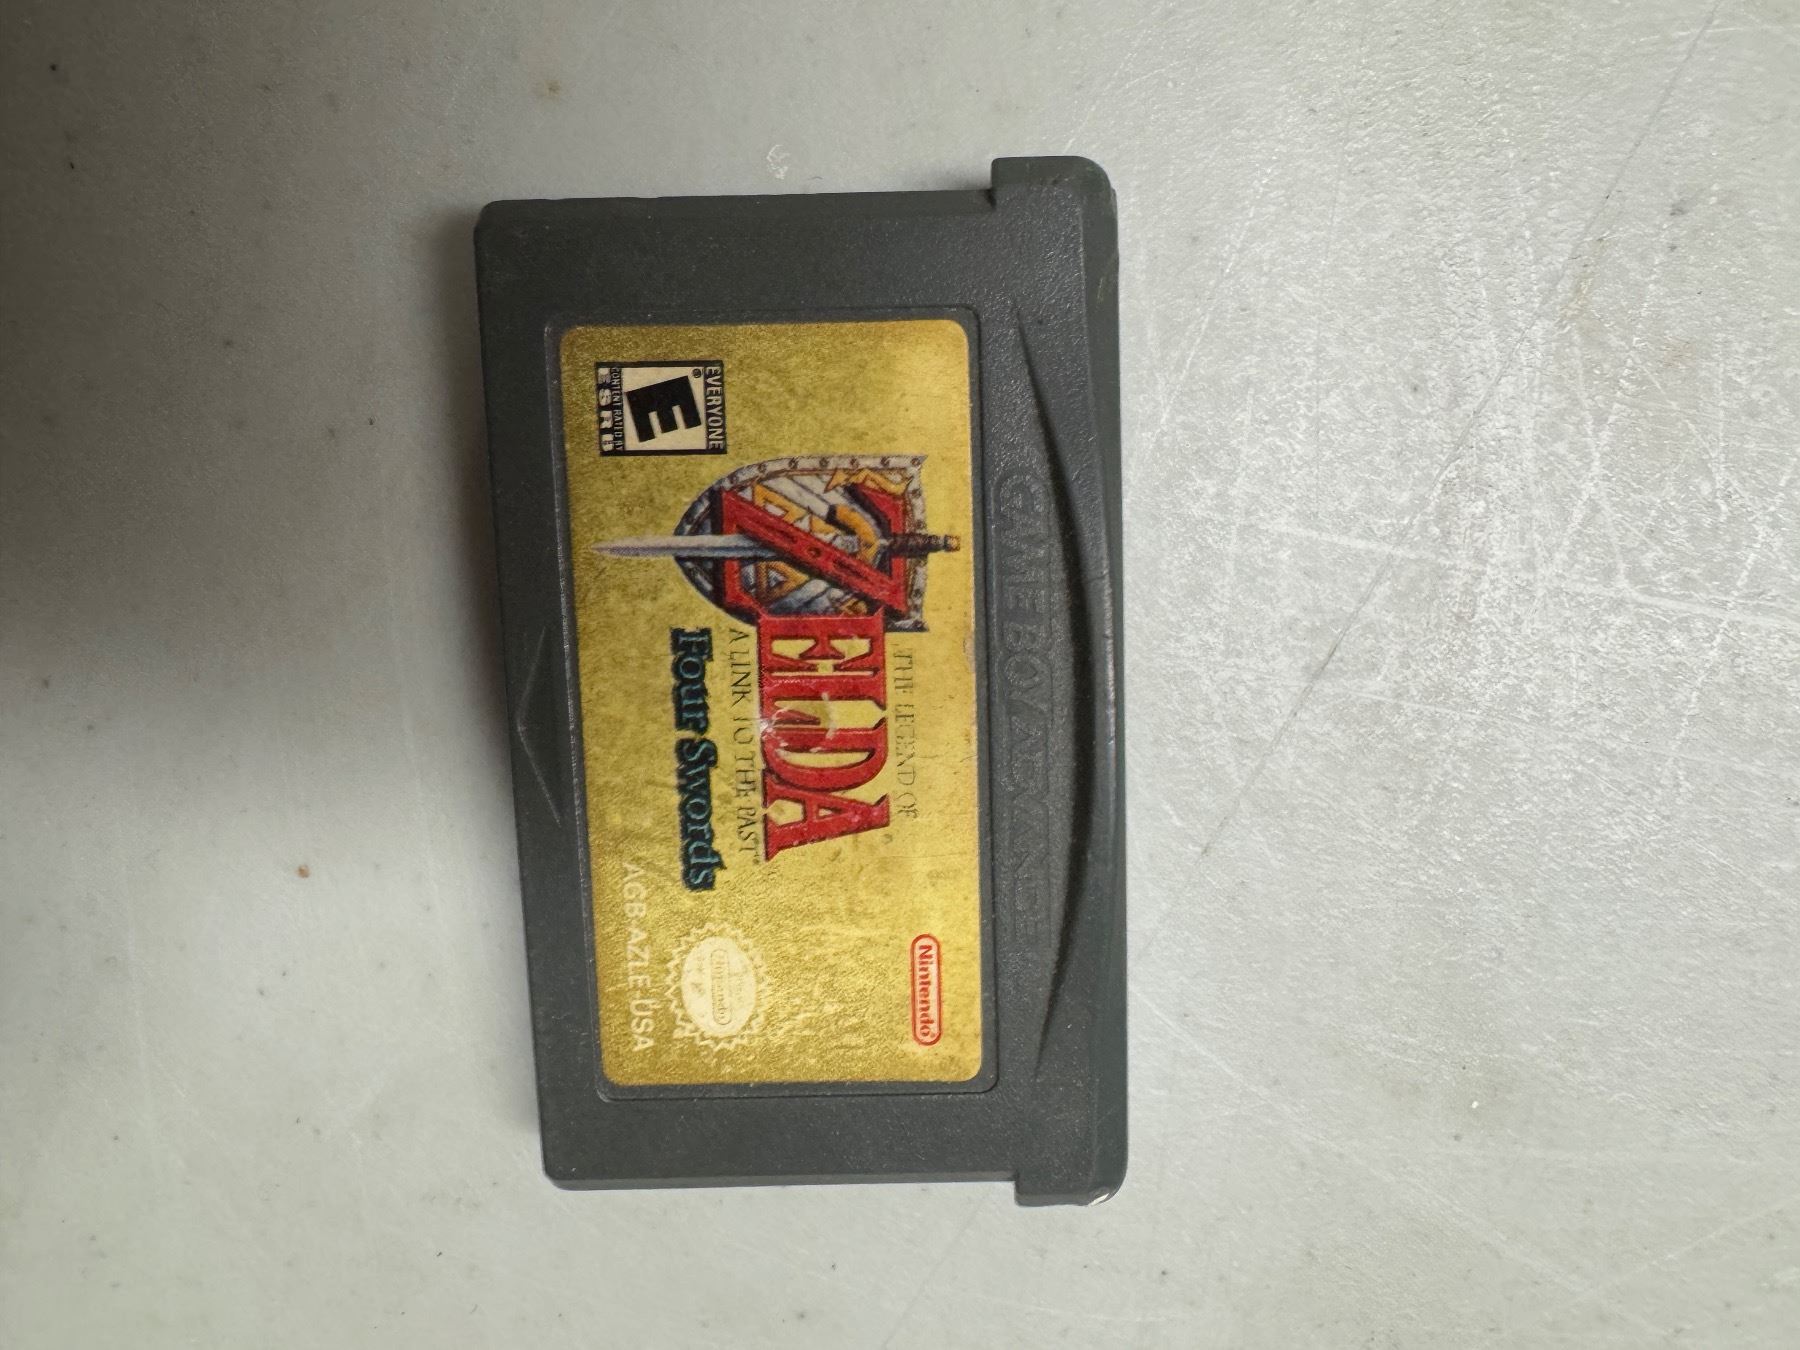 GAME BOY ADVANCE
Nintendo®
THE LEGEND OF
ZELDA®
A LINK TO THE PAST
Four Swords
EVERYONE
E®
CONTENT RATED BY
ESRB
Nintendo
AGB-AZLE-USA